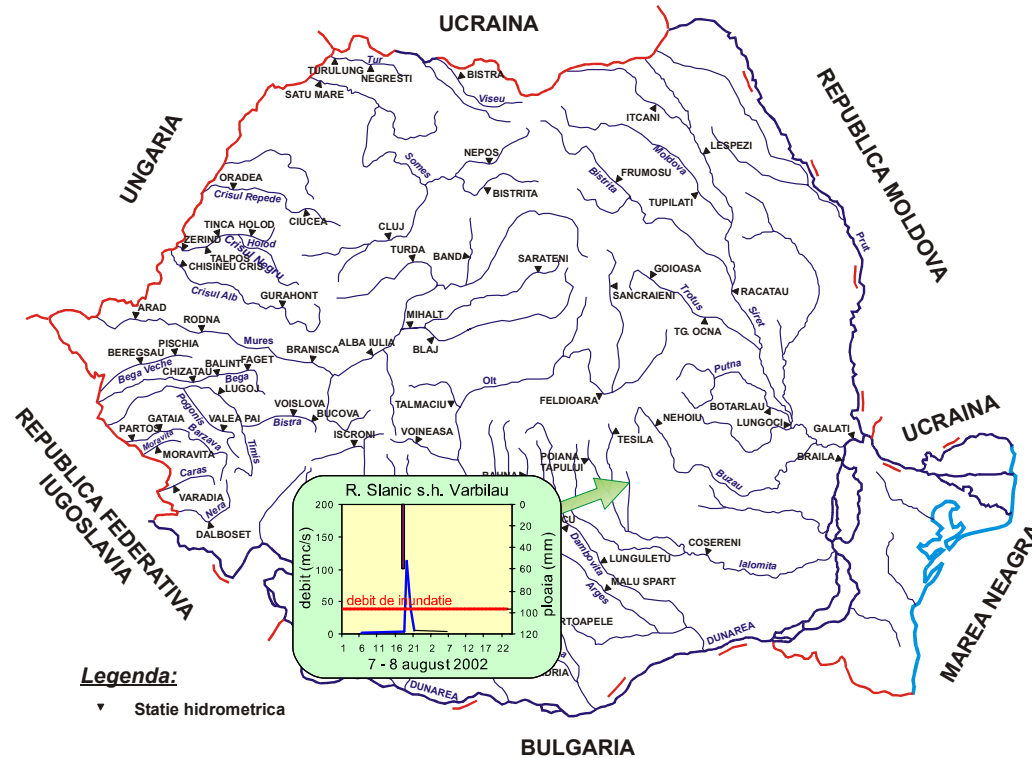 UCRAINA
Tur
TURULUNG
NEGRESTI
BISTRA
SATU MARE
Viseu
REPUBLICA MOLDOVA
ITCANI
UNGARIA
LESPEZI
NEPOS
Moldova
Somes
FRUMOSU
Bistrita
ORADEA
BISTRITA
TUPILATI
Crisul Repede
CIUCEA
TINCA HOLOD
CLUJ
ZERIND
Holod
Prut
TALPOS
Crisul Negru
TURDA
BAND
SARATENI
CHISINEU CRIS
GOIOASA
Crisul Alb
SANCRAIENI
RACATAU
GURAHONT
Trotus
ARAD
Siret
MIHALT
RODNA
TG. OCNA
Mures
PISCHIA
ALBA IULIA
BLAJ
BEREGSAU
BRANISCA
FAGET
Putna
Bega Veche
BALINT
CHIZATAU
Bega
Olt
LUGOJ
FELDIOARA
TALMACIU
VOISLOVA
BOTARLAU
Pogonis
BUCOVA
NEHOIU
GATAIA
VALEA PAI
Bistra
LUNGOCI
GALATI
UCRAINA
PARTOS
Barzava
ISCRONI
VOINEASA
TESILA
Moravita
MORAVITA
Timis
POIANA
TAPULUI
BRAILA
REPUBLICA FEDERATIVA
IUGOSLAVIA
Caras
Buzau
VARADIA
Nera
DALBOSET
CU
Dambovita
COSERENI
LUNGULETU
Ialomita
MALU SPART
Arges
RTOAPELE
DUNAREA
MAREA NEAGRA
R. Slanic s.h. Varbilau
debit (mc/s)
200
150
100
50
0
debit de inundatie
0
20
40
60
80
100
120
ploaia (mm)
1 6 11 16 21 2 7 12 17 22
7 - 8 august 2002
DRIA
DUNAREA
Legenda:
Statie hidrometrica
BULGARIA